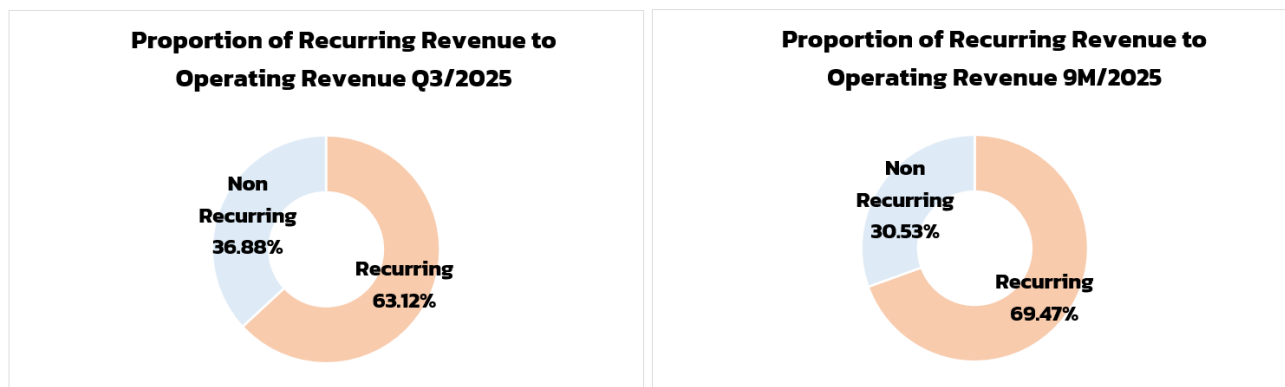 Proportion of Recurring Revenue to
Operating Revenue Q3/2025
Non
Recurring
36.88%
Recurring
63.12%
Proportion of Recurring Revenue to
Operating Revenue 9M/2025
Non
Recurring
30.53%
Recurring
69.47%